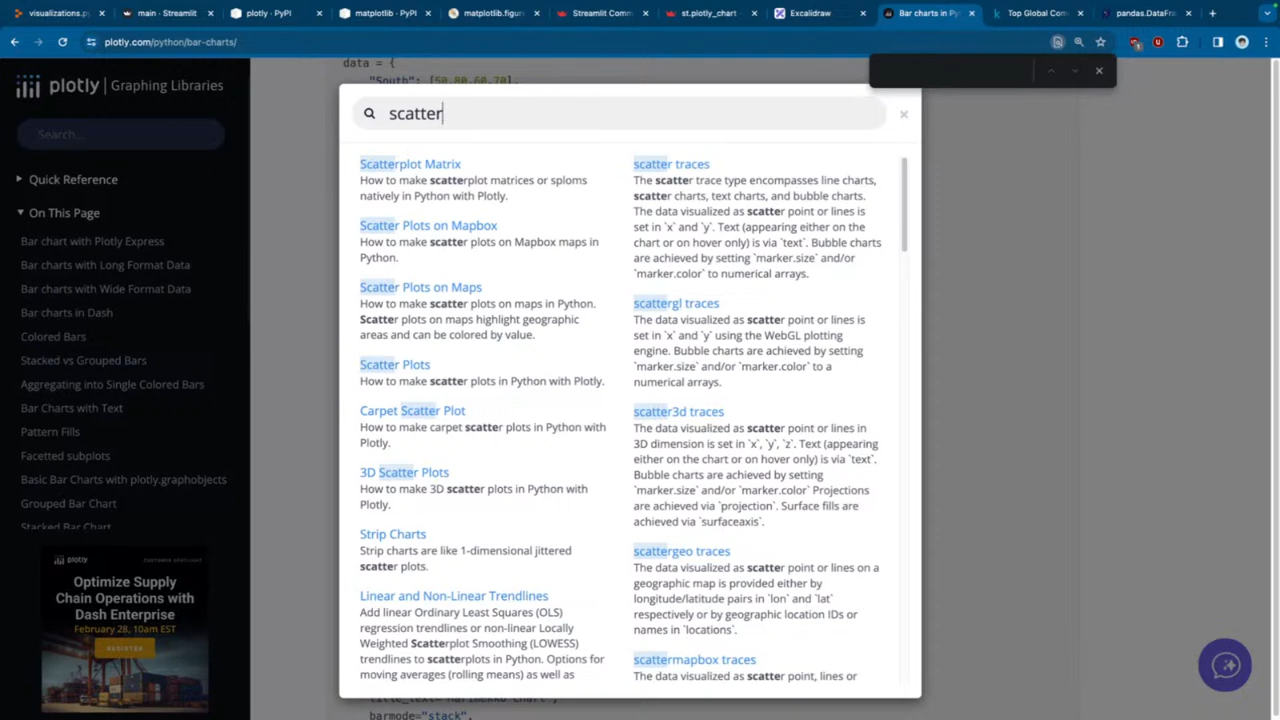 visualizations.p
main · Streamlit
plotly · PyPI
matplotlib · PyPI
matplotlib.figur
Streamlit Comm
st.plotly_chart
Excalidraw
Bar charts in Py
Top Global Com
pandas.DataFra
plotly.com/python/bar-charts/
plotly | Graphing Libraries
Search...
Quick Reference
On This Page
Bar chart with Plotly Express
Bar charts with Long Format Data
Bar charts with Wide Format Data
Bar charts in Dash
Colored Bars
Stacked vs Grouped Bars
Aggregating into Single Colored Bars
Bar Charts with Text
Pattern Fills
Facetted subplots
Basic Bar Charts with plotly.graphobjects
Grouped Bar Chart
Stacked Bar Chart
plotly
CUSTOMER SPOTLIGHT
Optimize Supply
Chain Operations with
Dash Enterprise
February 28, 10am EST
REGISTER
data = {
"South": [50,80,60,70],
scatter
Scatterplot Matrix
How to make scatterplot matrices or sploms
natively in Python with Plotly.
Scatter Plots on Mapbox
How to make scatter plots on Mapbox maps in
Python.
Scatter Plots on Maps
How to make scatter plots on maps in Python.
Scatter plots on maps highlight geographic
areas and can be colored by value.
Scatter Plots
How to make scatter plots in Python with Plotly.
Carpet Scatter Plot
How to make carpet scatter plots in Python with
Plotly.
3D Scatter Plots
How to make 3D scatter plots in Python with
Plotly.
Strip Charts
Strip charts are like 1-dimensional jittered
scatter plots.
Linear and Non-Linear Trendlines
Add linear Ordinary Least Squares (OLS)
regression trendlines or non-linear Locally
Weighted Scatterplot Smoothing (LOWESS)
trendlines to scatterplots in Python. Options for
moving averages (rolling means) as well as
scatter traces
The scatter trace type encompasses line charts,
scatter charts, text charts, and bubble charts.
The data visualized as scatter point or lines is
set in `x` and `y`. Text (appearing either on the
chart or on hover only) is via `text`. Bubble charts
are achieved by setting `marker.size` and/or
`marker.color` to numerical arrays.
scattergl traces
The data visualized as scatter point or lines is
set in `x` and `y` using the WebGL plotting
engine. Bubble charts are achieved by setting
`marker.size` and/or `marker.color` to a
numerical arrays.
scatter3d traces
The data visualized as scatter point or lines in
3D dimension is set in `x`, `y`, `z`. Text (appearing
either on the chart or on hover only) is via `text`.
Bubble charts are achieved by setting
`marker.size` and/or `marker.color` Projections
are achieved via `projection`. Surface fills are
achieved via `surfaceaxis`.
scattergeo traces
The data visualized as scatter point or lines on a
geographic map is provided either by
longitude/latitude pairs in `lon` and `lat`
respectively or by geographic location IDs or
names in `locations`.
scattermapbox traces
The data visualized as scatter point, lines or
barmode="stack",